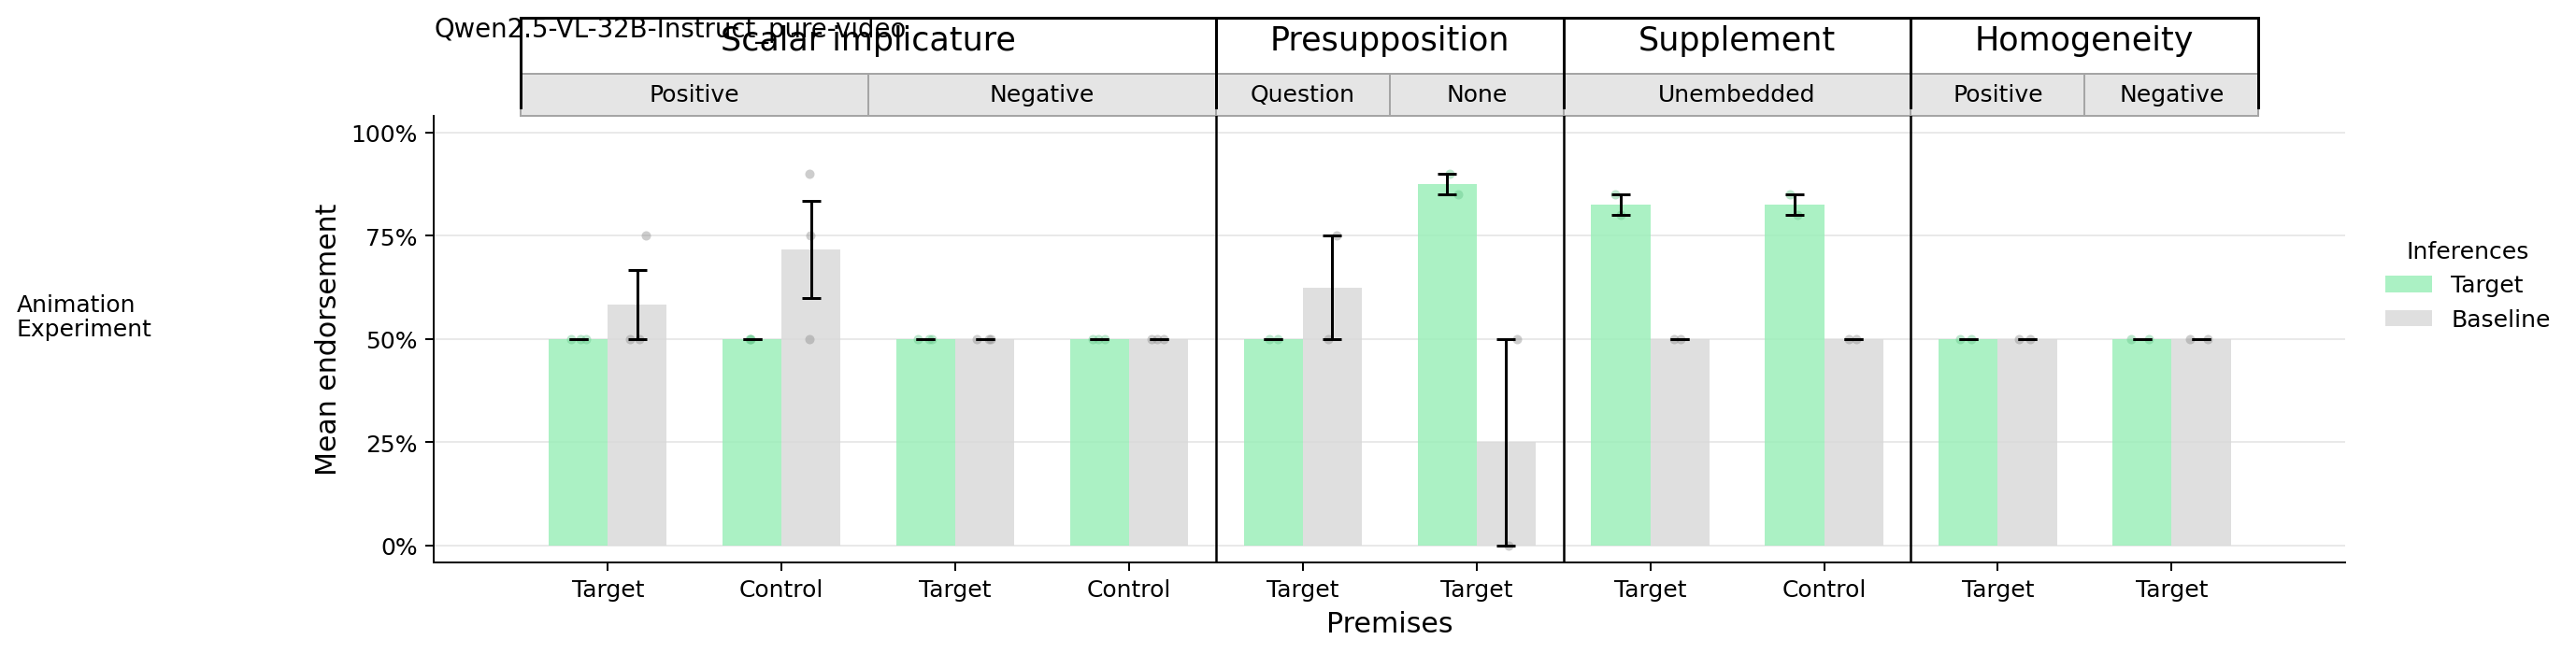 Qwen2.5-VL-32B-Instruct_pure-video
Scalar implicature Presupposition Supplement Homogeneity
Positive Negative Question None Unembedded Positive Negative
100%
75%
50%
25%
0%
Mean endorsement
Animation
Experiment
Inferences
Target
Baseline
Target Control Target Control Target Target Target Control Target Target
Premises